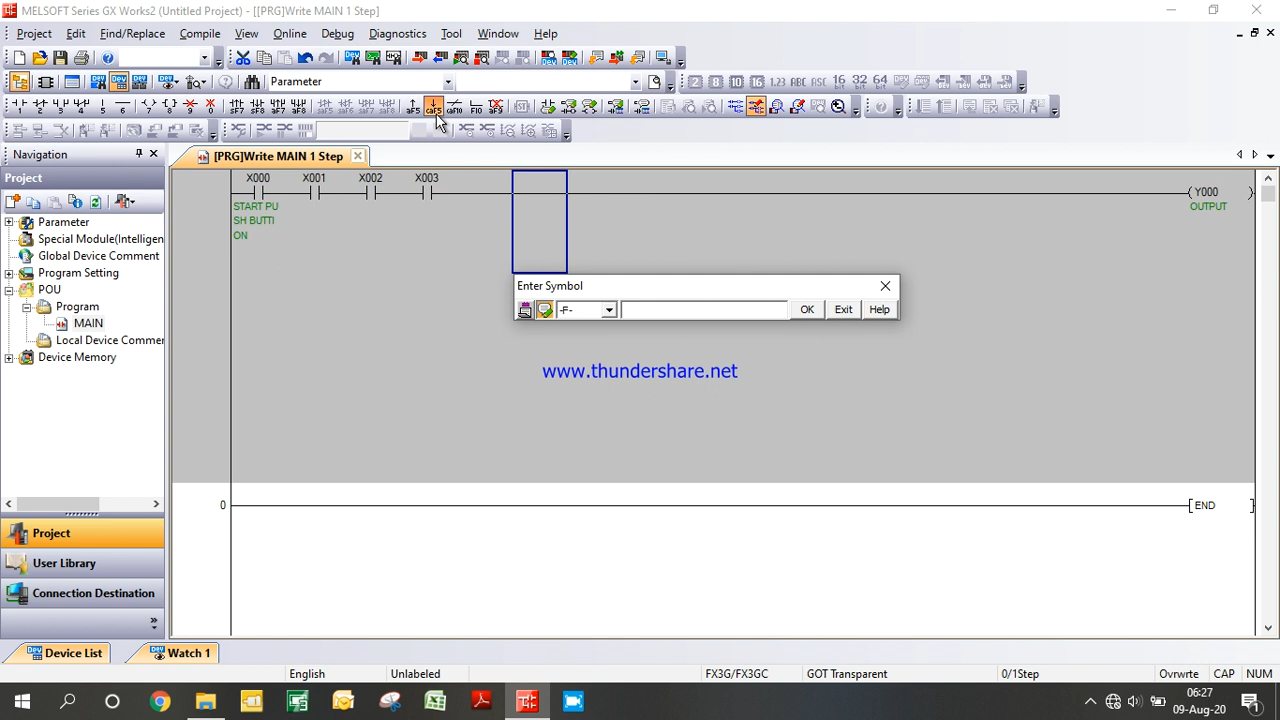 MELSOFT Series GX Works2 (Untitled Project) - [[PRG]Write MAIN 1 Step]
Project Edit Find/Replace Compile View Online Debug Diagnostics Tool Window Help
Parameter
Navigation
[PRG]Write MAIN 1 Step
Project
Parameter
Special Module(Intelligen
Global Device Comment
Program Setting
POU
Program
MAIN
Local Device Commer
Device Memory
Project
User Library
Connection Destination
X000 X001 X002 X003
Y000
START PU
SH BUTTI
ON
OUTPUT
Enter Symbol
-F-
OK Exit Help
www.thundershare.net
0
END
Device List
Watch 1
English Unlabeled FX3G/FX3GC GOT Transparent 0/1Step Ovrwrte CAP NUM
06:27
09-Aug-20